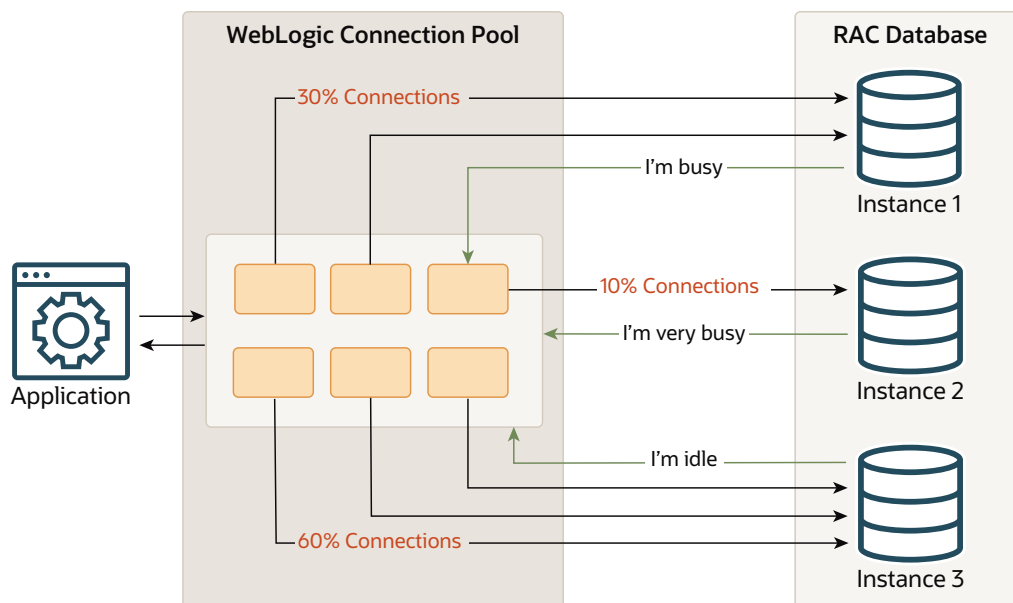 WebLogic Connection Pool
RAC Database
30% Connections
I'm busy
Instance 1
10% Connections
I'm very busy
Application
Instance 2
I'm idle
60% Connections
Instance 3